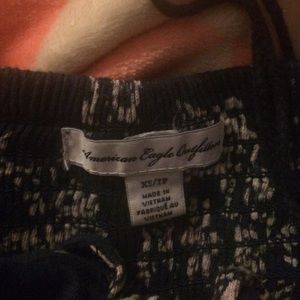 American Eagle Outfitters
XS/TP
MADE IN
VIETNAM
FABRIQUÉ AU
VIETNAM